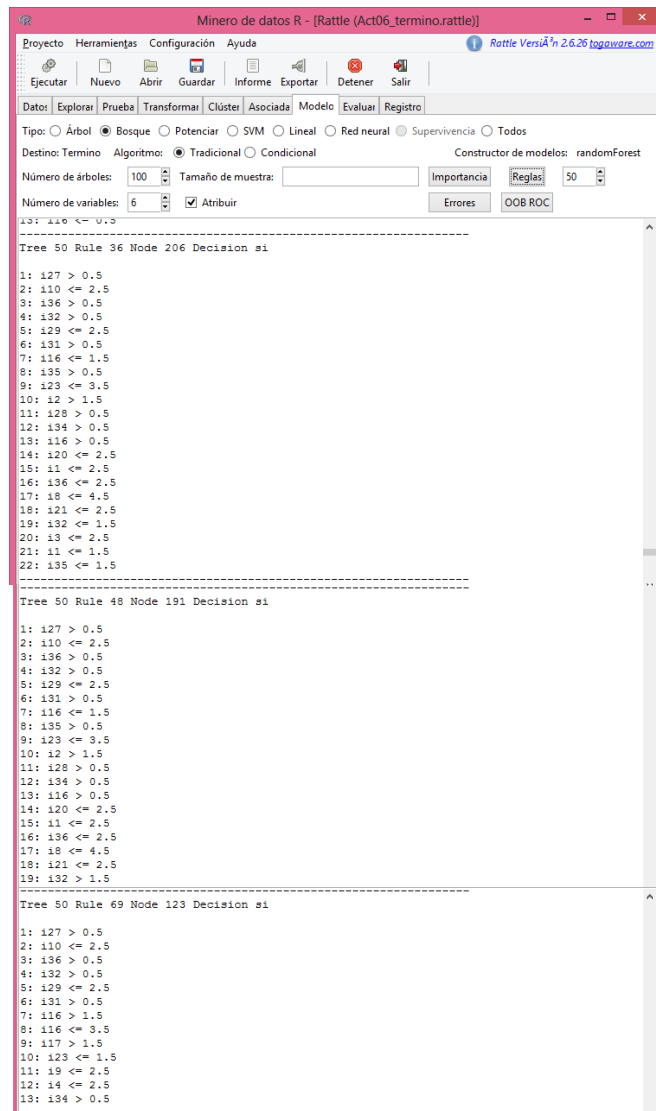 Minero de datos R - [Rattle (Act06_termino.rattle)]
Proyecto Herramientas Configuración Ayuda
Rattle VersiÃ³n 2.6.26 togaware.com
Ejecutar Nuevo Abrir Guardar Informe Exportar Detener Salir
Datos Explorar Prueba Transformar Clúster Asociada Modelo Evaluar Registro
Tipo: Árbol Bosque Potenciar SVM Lineal Red neural Supervivencia Todos
Destino: Termino Algoritmo: Tradicional Condicional Constructor de modelos: randomForest
Número de árboles: 100 Tamaño de muestra: Importancia Reglas 50
Número de variables: 6 Atribuir Errores OOB ROC
13: i16 <= 0.5
Tree 50 Rule 36 Node 206 Decision si
1: i27 > 0.5
2: i10 <= 2.5
3: i36 > 0.5
4: i32 > 0.5
5: i29 <= 2.5
6: i31 > 0.5
7: i16 <= 1.5
8: i35 > 0.5
9: i23 <= 3.5
10: i2 > 1.5
11: i28 > 0.5
12: i34 > 0.5
13: i16 > 0.5
14: i20 <= 2.5
15: i1 <= 2.5
16: i36 <= 2.5
17: i8 <= 4.5
18: i21 <= 2.5
19: i32 <= 1.5
20: i3 <= 2.5
21: i1 <= 1.5
22: i35 <= 1.5
Tree 50 Rule 48 Node 191 Decision si
1: i27 > 0.5
2: i10 <= 2.5
3: i36 > 0.5
4: i32 > 0.5
5: i29 <= 2.5
6: i31 > 0.5
7: i16 <= 1.5
8: i35 > 0.5
9: i23 <= 3.5
10: i2 > 1.5
11: i28 > 0.5
12: i34 > 0.5
13: i16 > 0.5
14: i20 <= 2.5
15: i1 <= 2.5
16: i36 <= 2.5
17: i8 <= 4.5
18: i21 <= 2.5
19: i32 > 1.5
Tree 50 Rule 69 Node 123 Decision si
1: i27 > 0.5
2: i10 <= 2.5
3: i36 > 0.5
4: i32 > 0.5
5: i29 <= 2.5
6: i31 > 0.5
7: i16 > 1.5
8: i16 <= 3.5
9: i17 > 1.5
10: i23 <= 1.5
11: i9 <= 2.5
12: i4 <= 2.5
13: i34 > 0.5